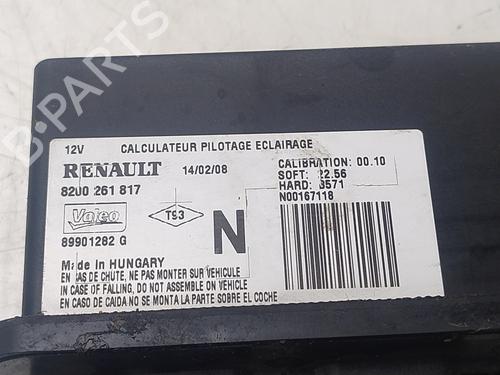 B-PARTS
12V CALCULATEUR PILOTAGE ECLAIRAGE
RENAULT 14/02/08 CALIBRATION: 00.10
8200 261 817 SOFT: 22.56
HARD: 3571
Valeo T93 N N00167118
89901282 G
Made In HUNGARY
EN CAS DE CHUTE, NE PAS MONTER SUR VEHICULE
IN CASE OF FALLING, DO NOT ASSEMBLE ON VEHICLE
EN CASO DE CAIDA NO SE MONTA LA PARTE SOBRE EL COCHE